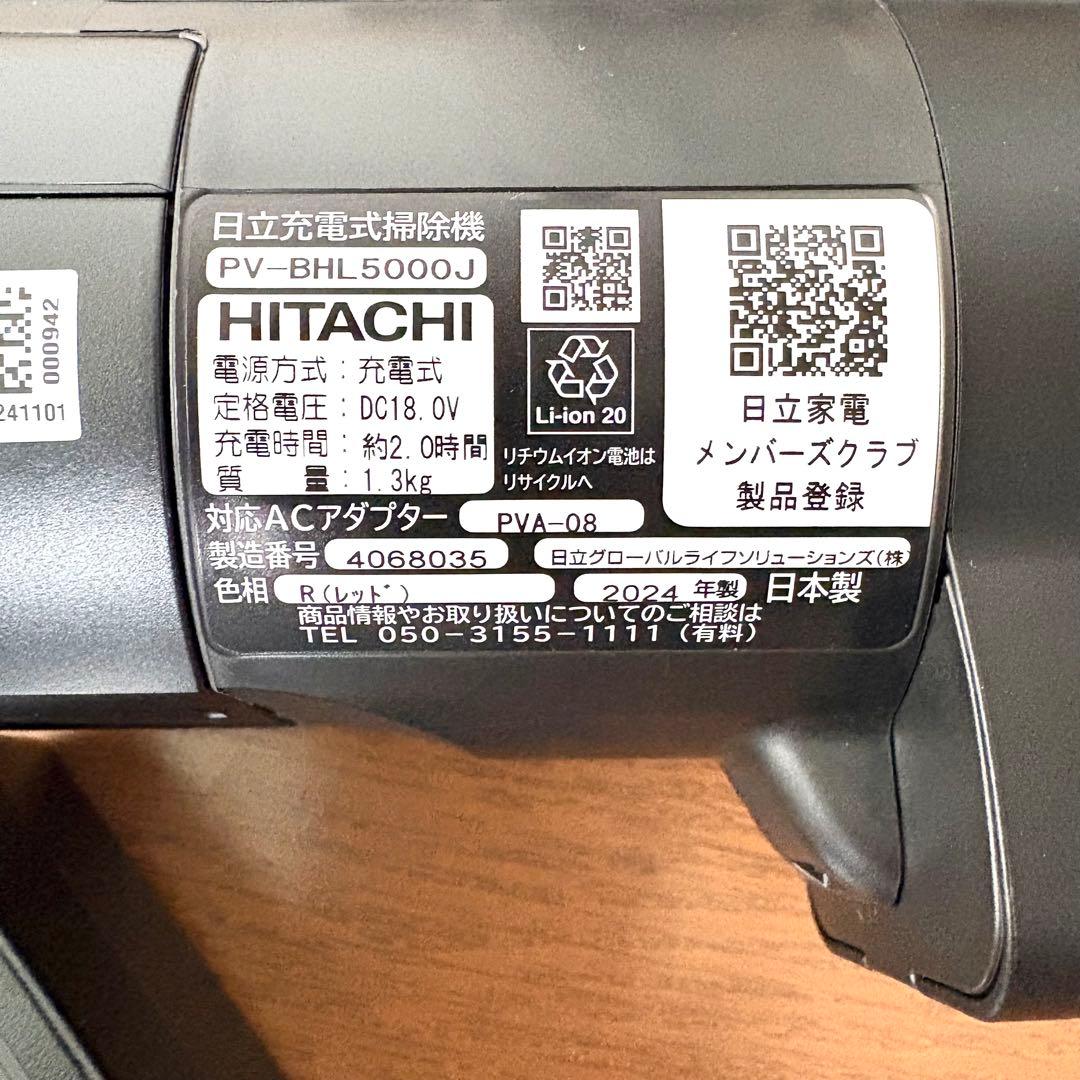 日立充電式掃除機
PV-BHL5000J
HITACHI
電源方式：充電式
定格電圧：DC18.0V
充電時間：約2.0時間
質　　量：1.3kg
Li-ion 20
リチウムイオン電池は
リサイクルへ
日立家電
メンバーズクラブ
製品登録
対応ACアダプター PVA-08
製造番号 4068035 日立グローバルライフソリューションズ(株
色相 R(レッド) 2024 年製 日本製
商品情報やお取り扱いについてのご相談は
TEL 050-3155-1111 (有料)
000942
241101